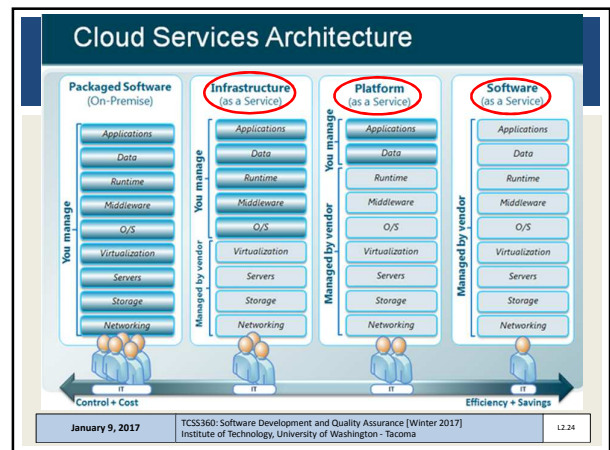 Cloud Services Architecture
Packaged Software
(On-Premise)
You manage
Applications
Data
Runtime
Middleware
O/S
Virtualization
Servers
Storage
Networking
Infrastructure
(as a Service)
You manage
Applications
Data
Runtime
Middleware
O/S
Managed by vendor
Virtualization
Servers
Storage
Networking
Platform
(as a Service)
You manage
Applications
Data
Managed by vendor
Runtime
Middleware
O/S
Virtualization
Servers
Storage
Networking
Software
(as a Service)
Managed by vendor
Applications
Data
Runtime
Middleware
O/S
Virtualization
Servers
Storage
Networking
IT
IT
IT
IT
Control + Cost
Efficiency + Savings
January 9, 2017
TCSS360: Software Development and Quality Assurance [Winter 2017]
Institute of Technology, University of Washington - Tacoma
L2.24